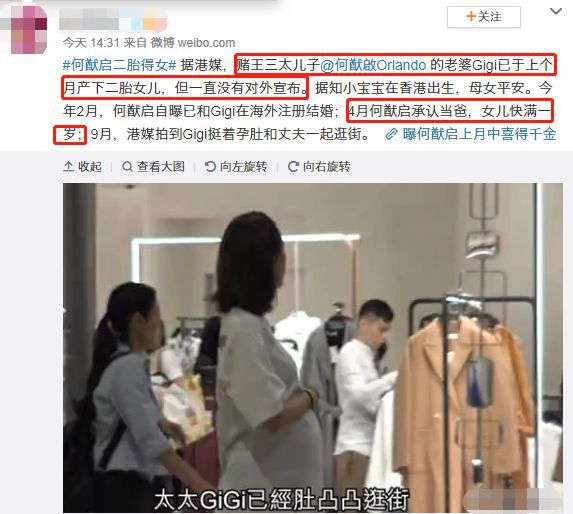 +关注
今天 14:31 来自 微博 weibo.com
#何猷启二胎得女# 据港媒，赌王三太儿子@何猷啟Orlando 的老婆Gigi已于上个
月产下二胎女儿，但一直没有对外宣布。据知小宝宝在香港出生，母女平安。今
年2月，何猷启自曝已和Gigi在海外注册结婚；4月何猷启承认当爸，女儿快满一
岁；9月，港媒拍到Gigi挺着孕肚和丈夫一起逛街。 曝何猷启上月中喜得千金
收起 查看大图 向左旋转 向右旋转
太太GiGi已經肚凸凸逛街